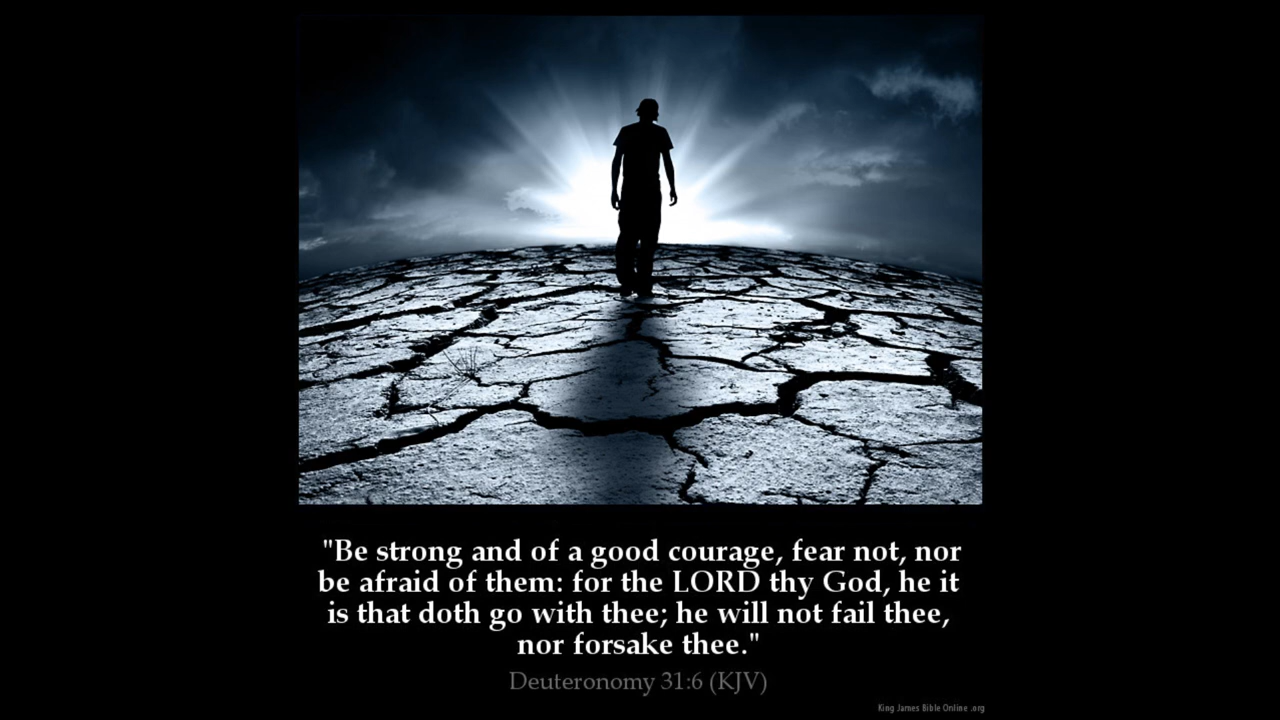 "Be strong and of a good courage, fear not, nor
be afraid of them: for the LORD thy God, he it
is that doth go with thee; he will not fail thee,
nor forsake thee."
Deuteronomy 31:6 (KJV)
King James Bible Online .org